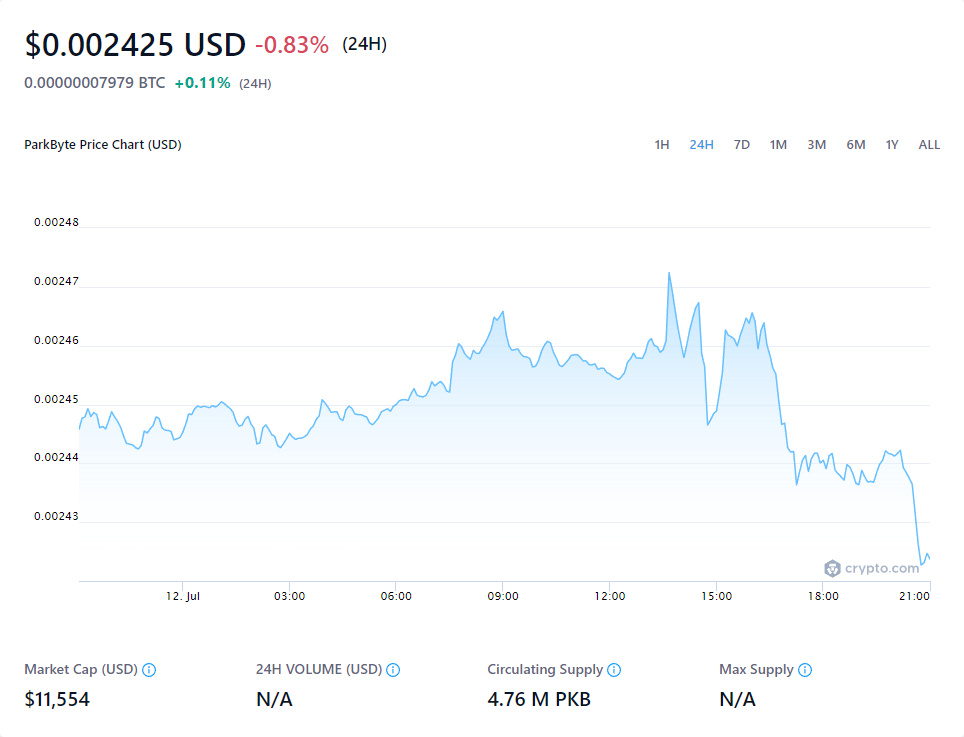 $0.002425 USD -0.83% (24H)
0.00000007979 BTC +0.11% (24H)
ParkByte Price Chart (USD) 1H 24H 7D 1M 3M 6M 1Y ALL
0.00248
0.00247
0.00246
0.00245
0.00244
0.00243
crypto.com
12. Jul 03:00 06:00 09:00 12:00 15:00 18:00 21:00
Market Cap (USD) 24H VOLUME (USD) Circulating Supply Max Supply
$11,554 N/A 4.76 M PKB N/A